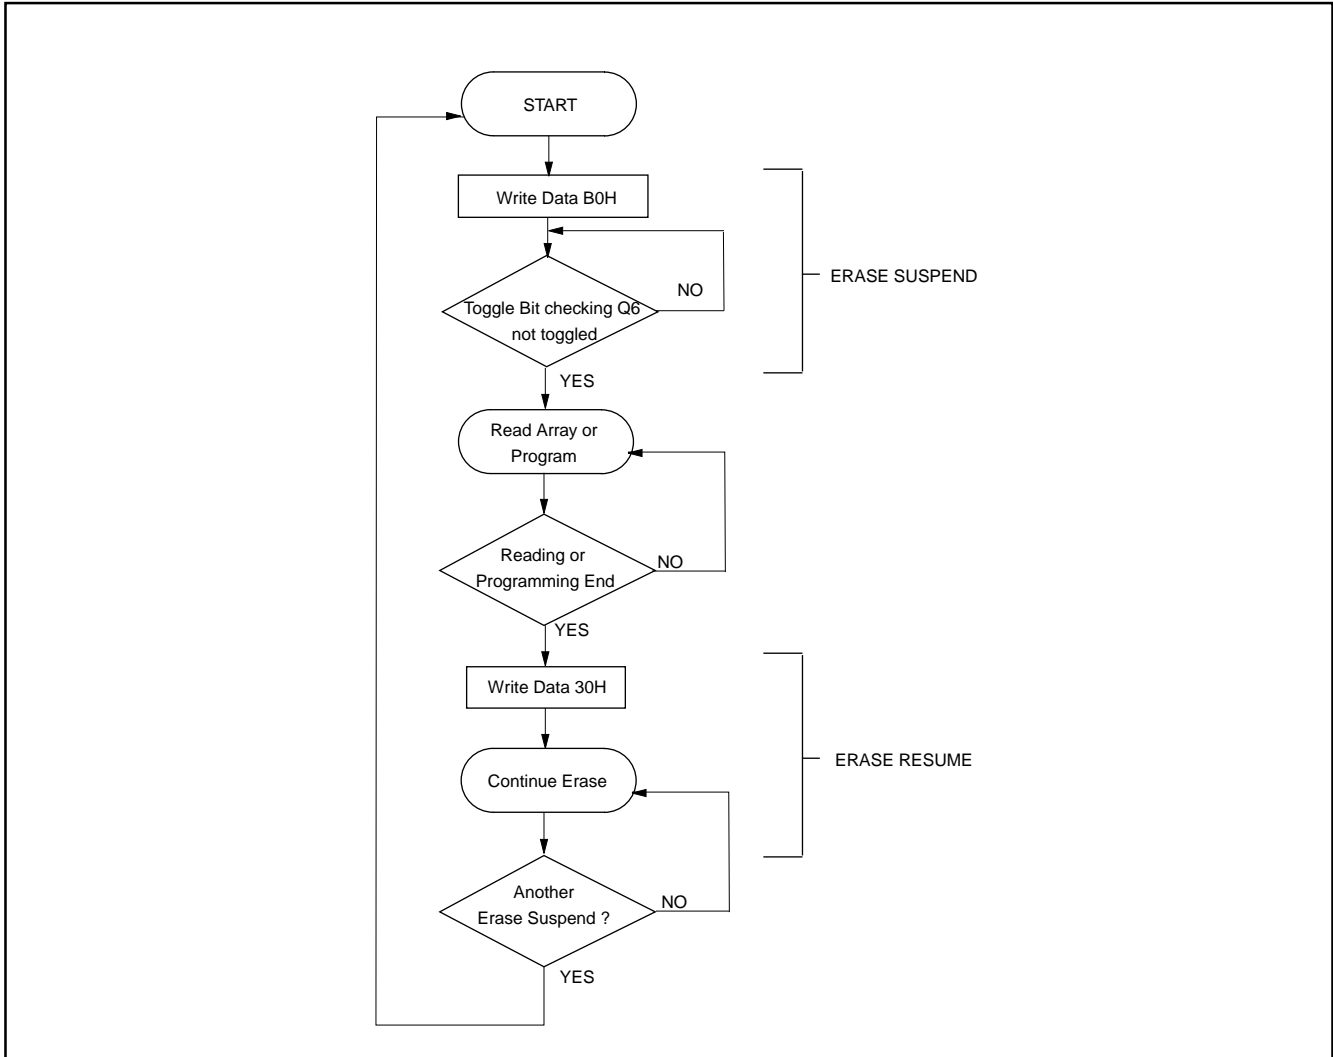 START
Write Data B0H
ERASE SUSPEND
NO
Toggle Bit checking Q6
not toggled
YES
Read Array or
Program
Reading or
Programming End
NO
YES
Write Data 30H
ERASE RESUME
Continue Erase
Another
Erase Suspend ?
NO
YES